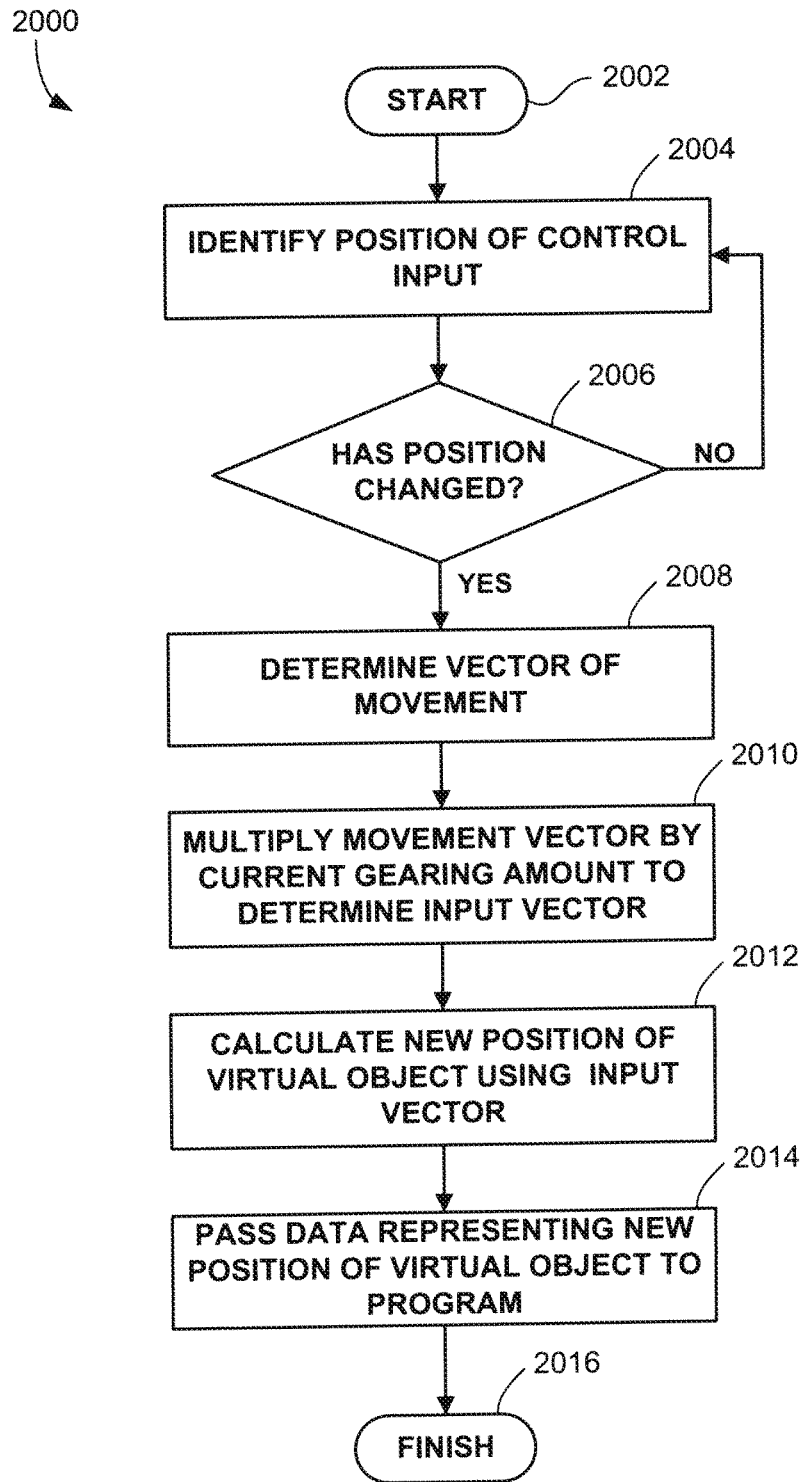 2000
START
2002
2004
IDENTIFY POSITION OF CONTROL
INPUT
2006
HAS POSITION
CHANGED?
NO
YES
2008
DETERMINE VECTOR OF
MOVEMENT
2010
MULTIPLY MOVEMENT VECTOR BY
CURRENT GEARING AMOUNT TO
DETERMINE INPUT VECTOR
2012
CALCULATE NEW POSITION OF
VIRTUAL OBJECT USING INPUT
VECTOR
2014
PASS DATA REPRESENTING NEW
POSITION OF VIRTUAL OBJECT TO
PROGRAM
2016
FINISH